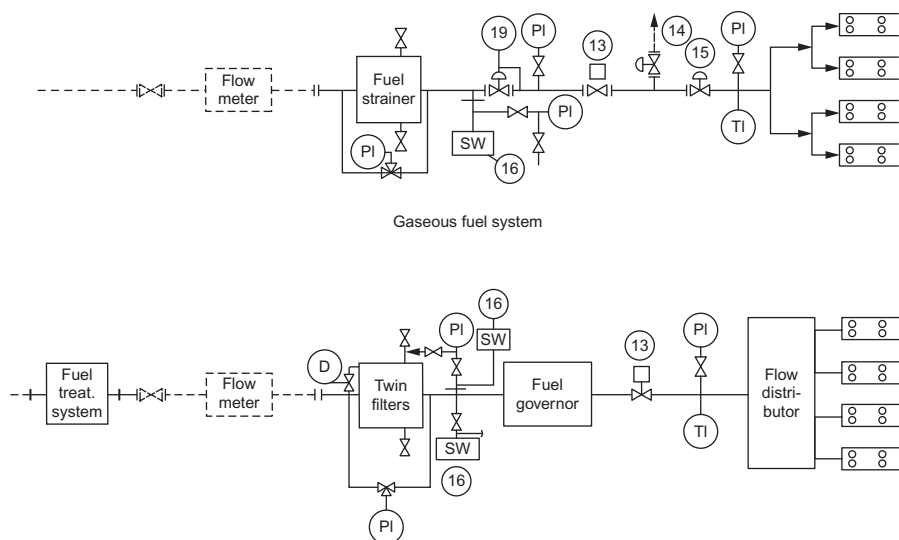 19
PI
13
14
15
PI
Flow
meter
Fuel
strainer
PI
PI
SW
16
TI
Gaseous fuel system
16
PI
SW
13
PI
D
Fuel
treat.
system
Flow
meter
Twin
filters
Fuel
governor
Flow
distri-
butor
TI
SW
16
PI